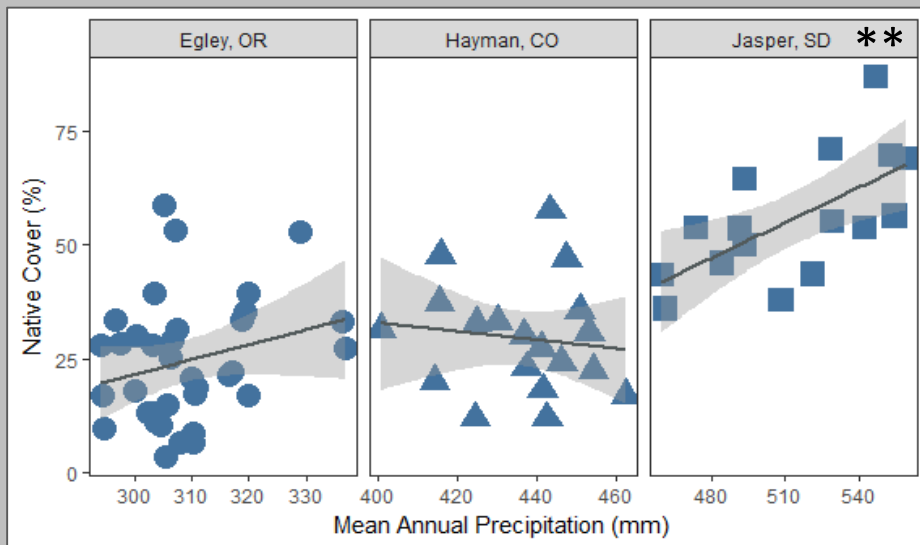 Egley, OR
Hayman, CO
Jasper, SD **
Native Cover (%)
75
50
25
0
300 310 320 330
400 420 440 460
480 510 540
Mean Annual Precipitation (mm)